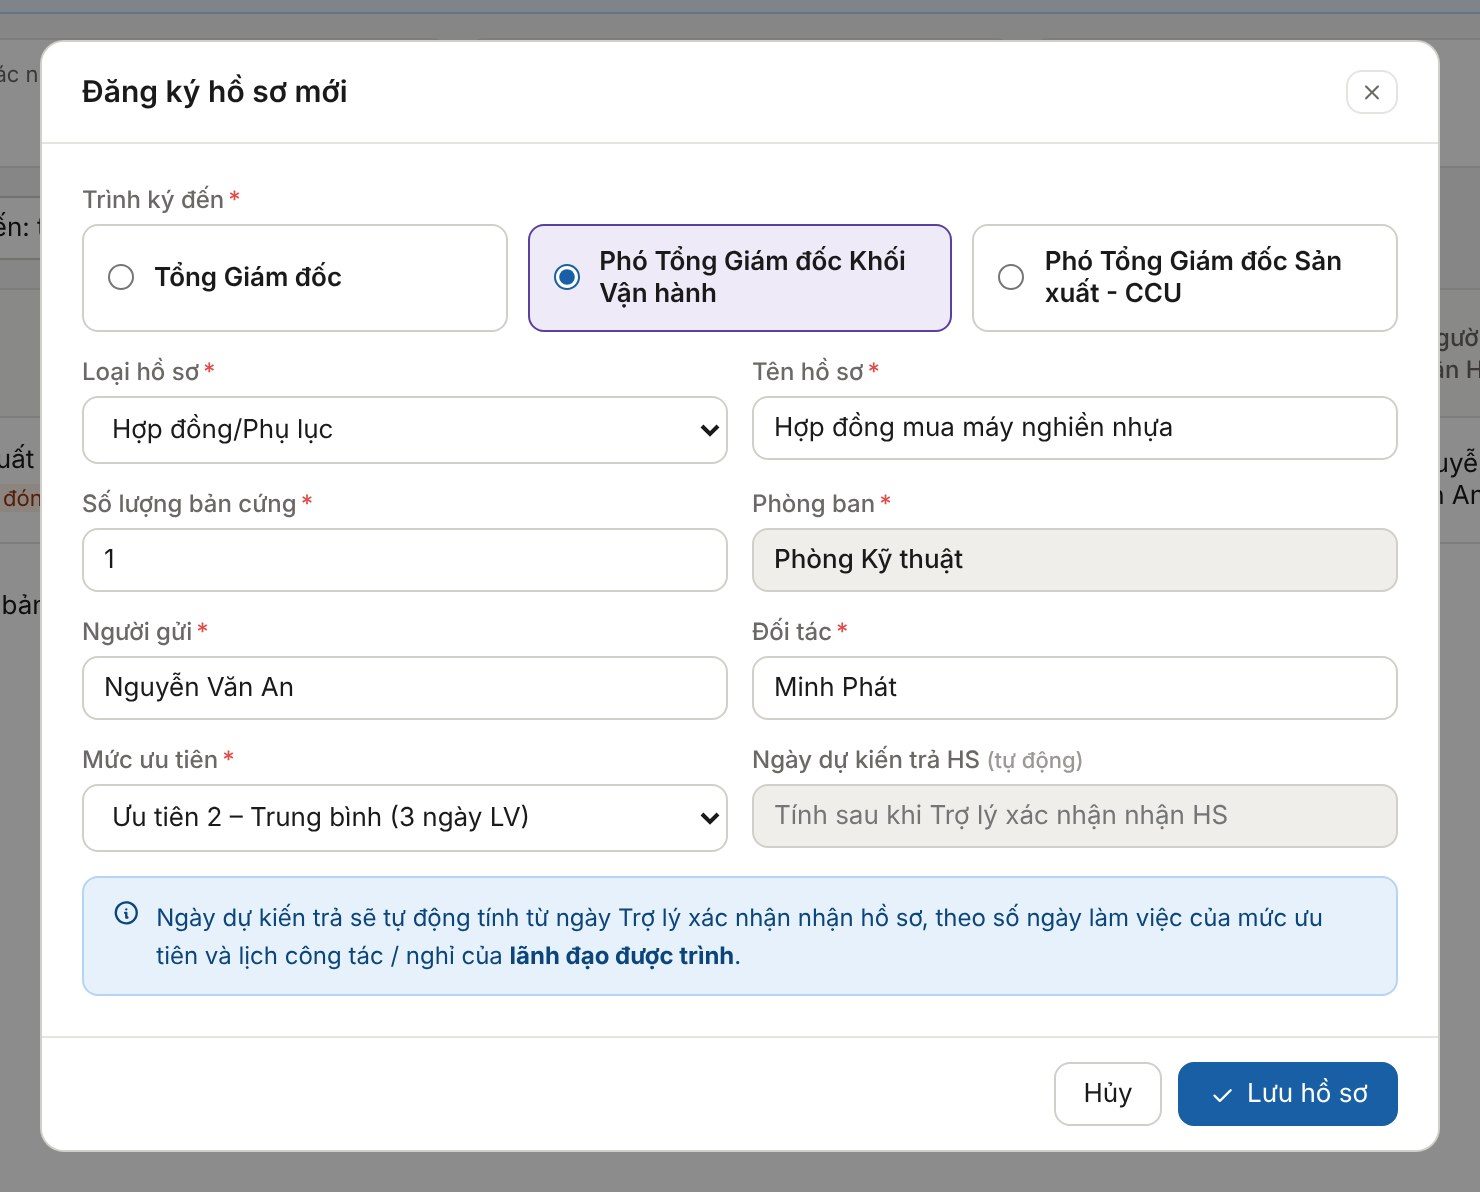 Đăng ký hồ sơ mới
Trình ký đến *
Tổng Giám đốc
Phó Tổng Giám đốc Khối
Vận hành
Phó Tổng Giám đốc Sản
xuất - CCU
Loại hồ sơ *
Tên hồ sơ *
Hợp đồng/Phụ lục
Hợp đồng mua máy nghiền nhựa
Số lượng bản cứng *
Phòng ban *
1
Phòng Kỹ thuật
Người gửi *
Đối tác *
Nguyễn Văn An
Minh Phát
Mức ưu tiên *
Ngày dự kiến trả HS (tự động)
Ưu tiên 2 – Trung bình (3 ngày LV)
Tính sau khi Trợ lý xác nhận nhận HS
Ngày dự kiến trả sẽ tự động tính từ ngày Trợ lý xác nhận nhận hồ sơ, theo số ngày làm việc của mức ưu
tiên và lịch công tác / nghỉ của lãnh đạo được trình.
Hủy
Lưu hồ sơ